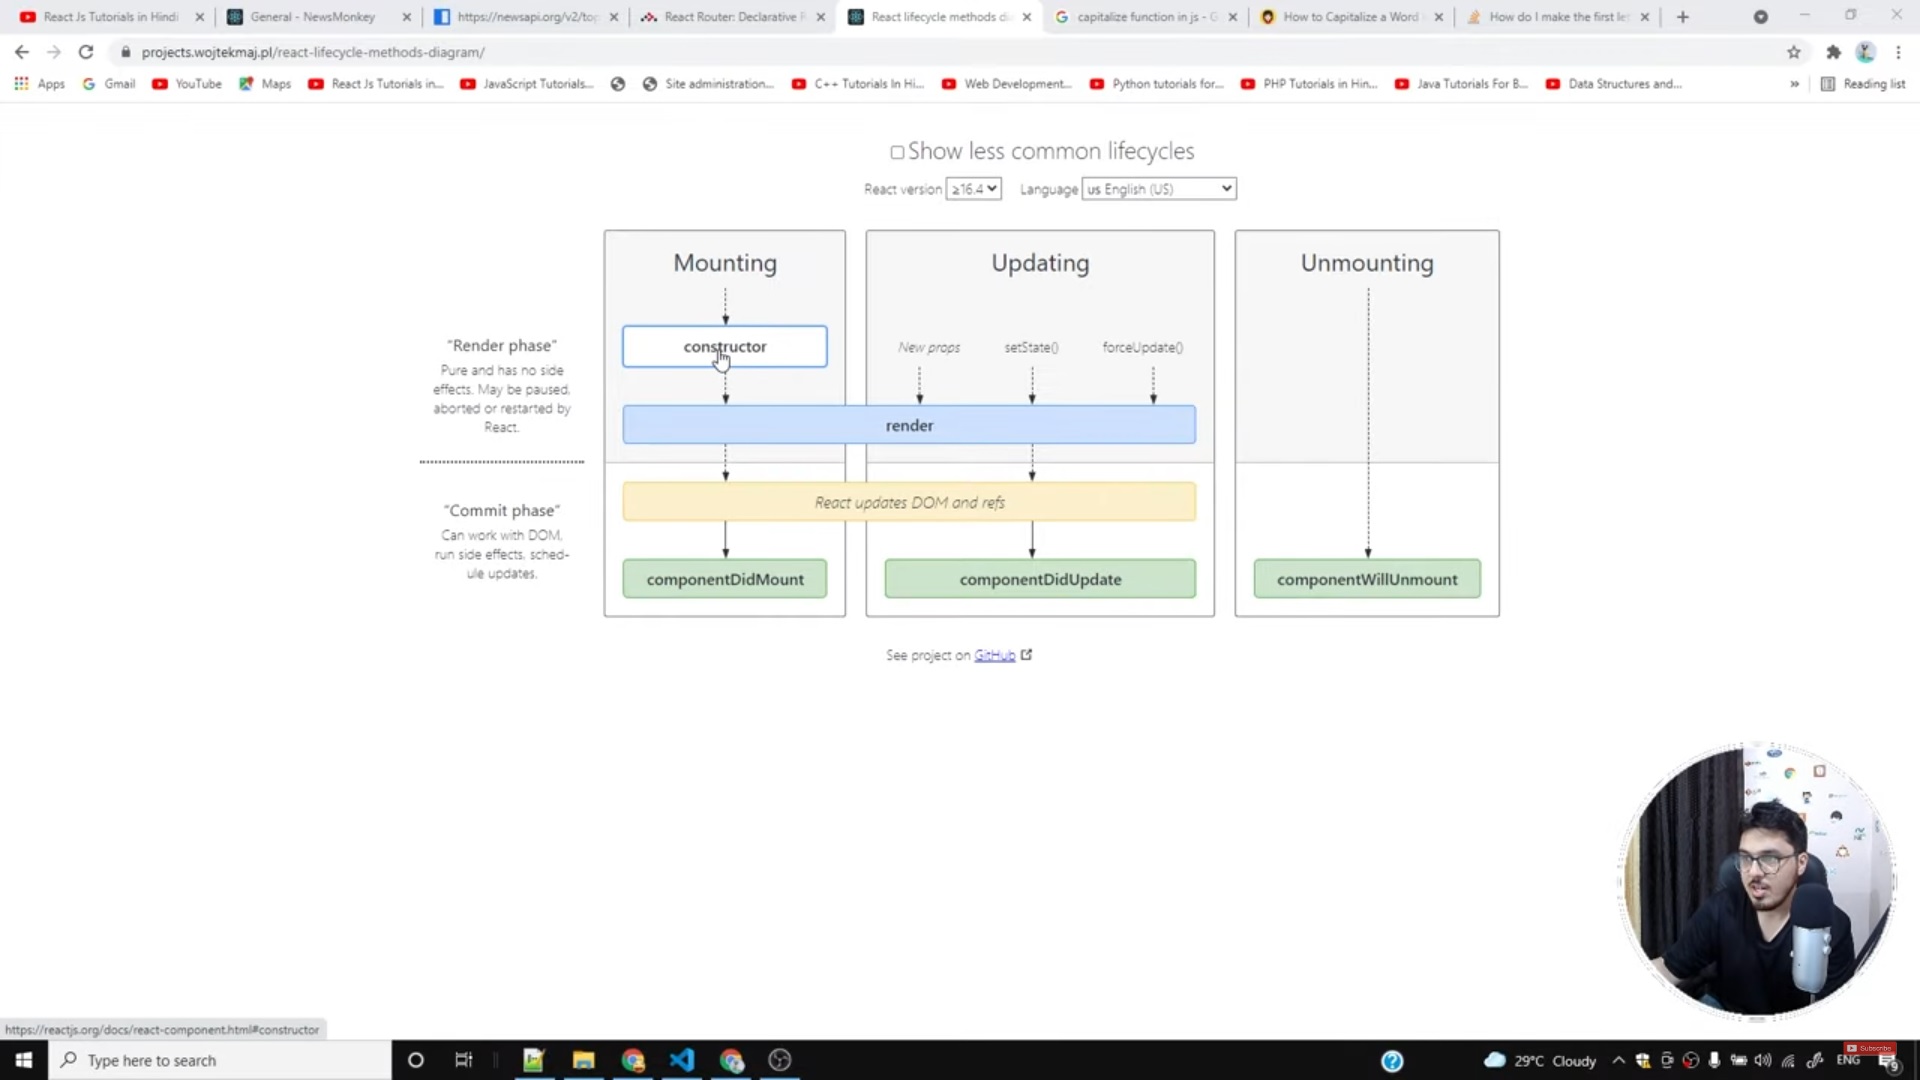 React Js Tutorials in Hindi
General - NewsMonkey
https://newsapi.org/v2/top
React Router: Declarative R
React lifecycle methods dia
capitalize function in js - G
How to Capitalize a Word i
How do I make the first let
projects.wojtekmaj.pl/react-lifecycle-methods-diagram/
Apps
Gmail
YouTube
Maps
React Js Tutorials in...
JavaScript Tutorials...
Site administration...
C++ Tutorials In Hi...
Web Development...
Python tutorials for...
PHP Tutorials in Hin...
Java Tutorials For B...
Data Structures and...
»
Reading list
Show less common lifecycles
React version ≥16.4 Language us English (US)
Mounting
Updating
Unmounting
"Render phase"
Pure and has no side
effects. May be paused,
aborted or restarted by
React.
constructor
New props
setState()
forceUpdate()
render
"Commit phase"
Can work with DOM,
run side effects, sched-
ule updates.
React updates DOM and refs
componentDidMount
componentDidUpdate
componentWillUnmount
See project on GitHub
https://reactjs.org/docs/react-component.html#constructor
Type here to search
29°C Cloudy
ENG
Subscribe
9